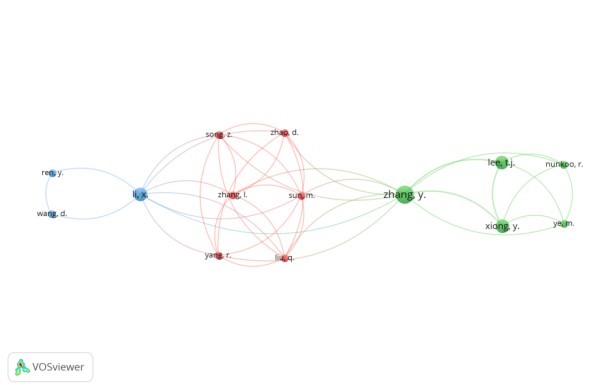 song, z.
zhao, d.
lee, t.j.
nunkoo, r.
ren, y.
li, x.
zhang, l.
sun, m.
zhang, y.
wang, d.
xiong, y.
ye, m.
yang, r.
liu, q.
VOSviewer